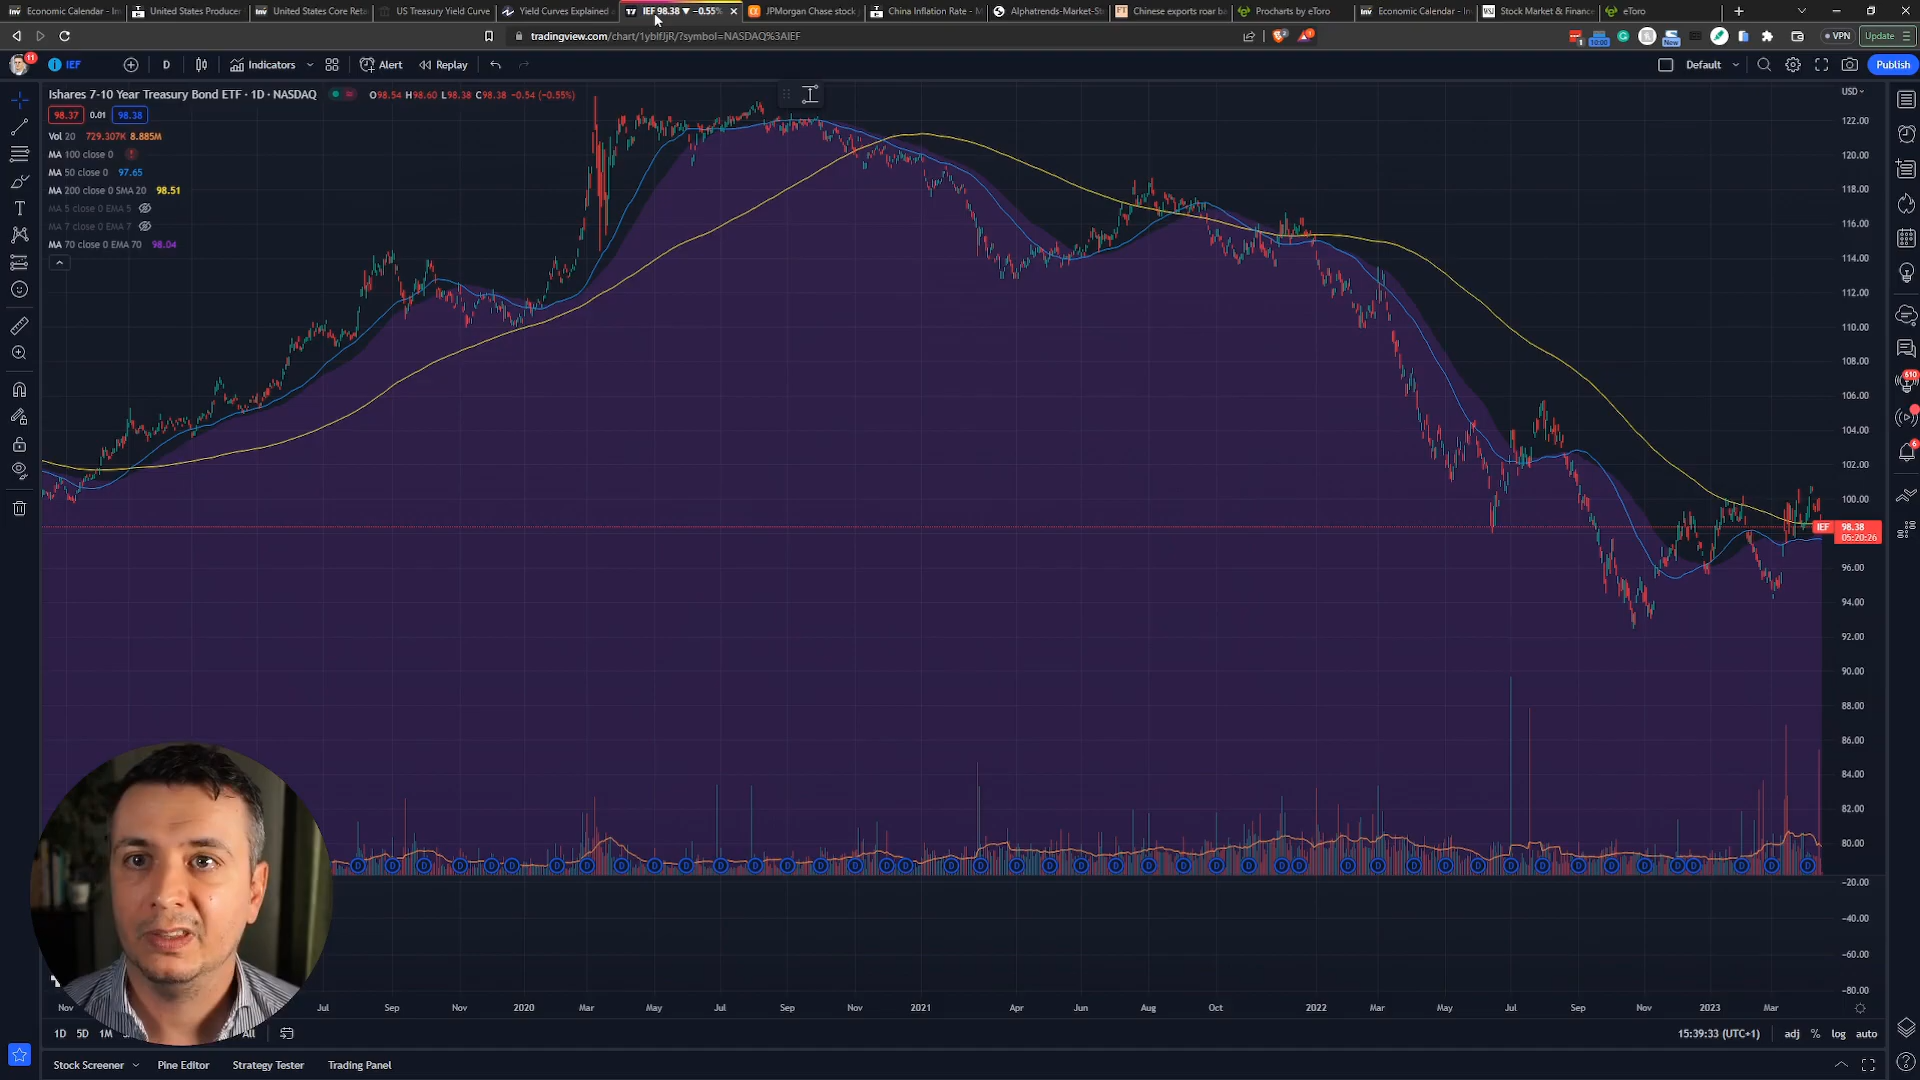 Economic Calendar - In
United States Producer
United States Core Reta
US Treasury Yield Curve
Yield Curves Explained
IEF 98.38 ▼ −0.55%
JPMorgan Chase stock
China Inflation Rate - M
Alphatrends-Market-St
Chinese exports roar ba
Procharts by eToro
Economic Calendar - In
Stock Market & Finance
eToro
tradingview.com/chart/1yblfJjR/?symbol=NASDAQ%3AIEF
VPN
Update
11
IEF
D
Indicators
Alert
Replay
Default
Publish
Ishares 7-10 Year Treasury Bond ETF · 1D · NASDAQ
O98.54 H98.60 L98.38 C98.38 −0.54 (−0.55%)
98.37 0.01 98.38
Vol 20 729.307K 8.885M
MA 100 close 0
MA 50 close 0 97.65
MA 200 close 0 SMA 20 98.51
MA 5 close 0 EMA 5
MA 7 close 0 EMA 7
MA 70 close 0 EMA 70 98.04
USD
122.00
120.00
118.00
116.00
114.00
112.00
110.00
108.00
106.00
104.00
102.00
100.00
IEF 98.38
05:20:26
96.00
94.00
92.00
90.00
88.00
86.00
84.00
82.00
80.00
−20.00
−40.00
−60.00
−80.00
610
6
Nov Jul Sep Nov 2020 Mar May Jul Sep Nov 2021 Apr Jun Aug Oct 2022 Mar May Jul Sep Nov 2023 Mar
1D 5D 1M All
15:39:33 (UTC+1) adj % log auto
Stock Screener Pine Editor Strategy Tester Trading Panel